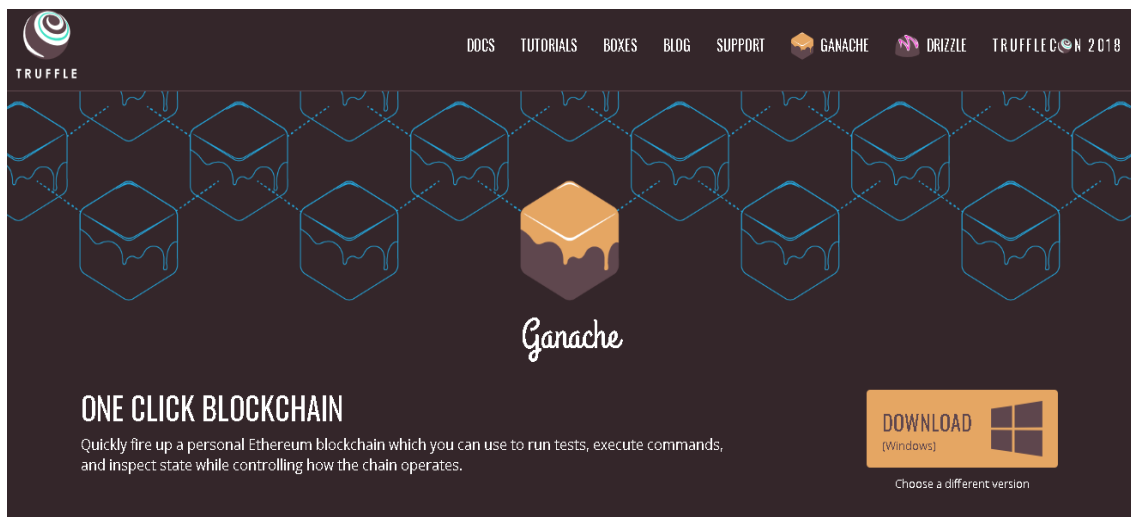 TRUFFLE
DOCS TUTORIALS BOXES BLOG SUPPORT GANACHE DRIZZLE TRUFFLECON 2018
Ganache
ONE CLICK BLOCKCHAIN
Quickly fire up a personal Ethereum blockchain which you can use to run tests, execute commands,
and inspect state while controlling how the chain operates.
DOWNLOAD
[Windows]
Choose a different version